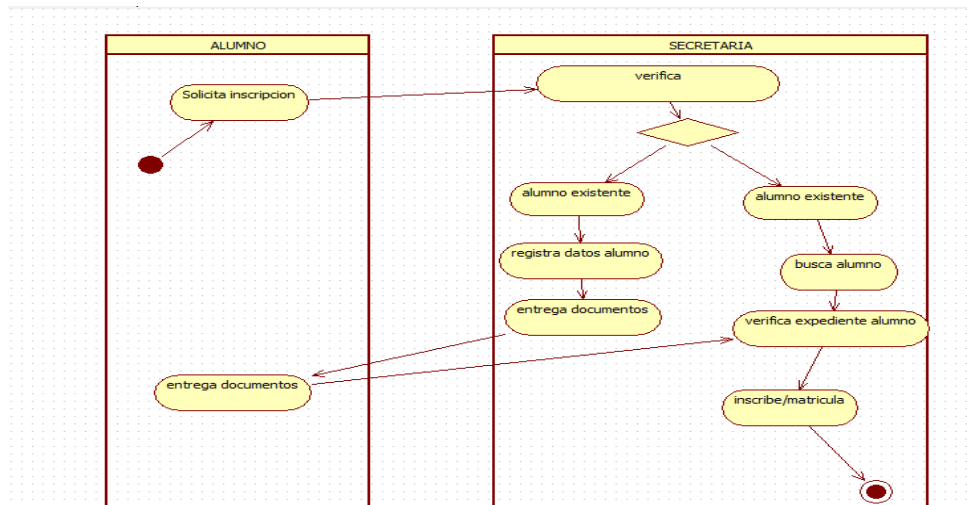 ALUMNO
SECRETARIA
Solicita inscripcion
verifica
alumno existente
alumno existente
registra datos alumno
busca alumno
entrega documentos
verifica expediente alumno
entrega documentos
inscribe/matricula